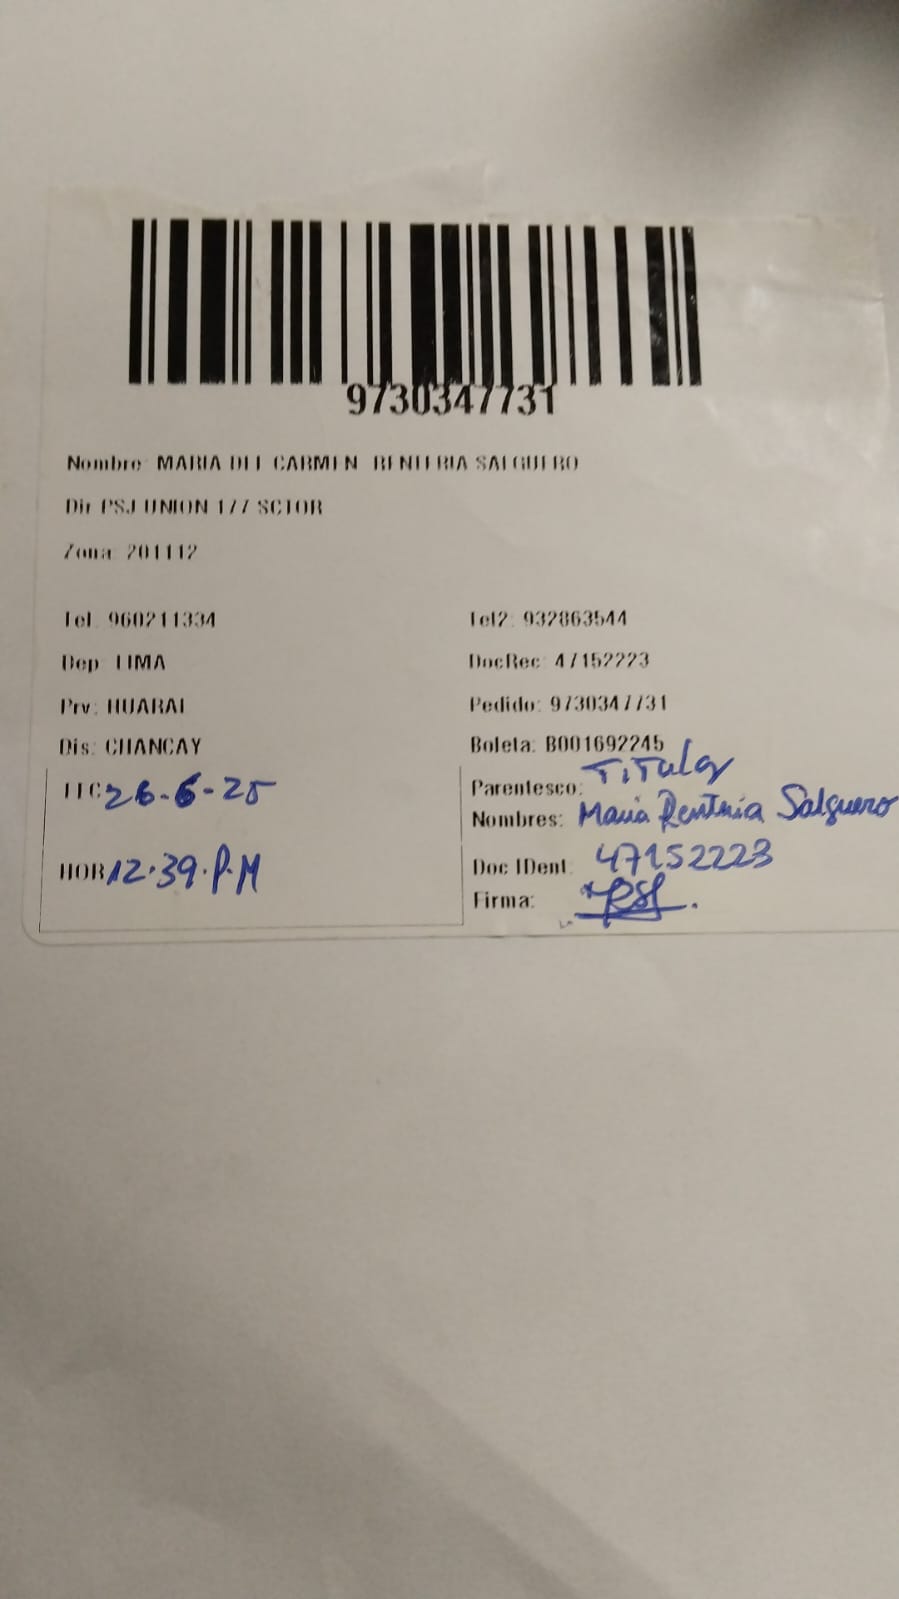 9730347731
Nombre: MARIA DEL CARMEN RENTERIA SALGUERO
Dir: PSJ UNION 177 SCTOR
Zona: 201112
Tel: 960211334 Tel2: 932863544
Dep: LIMA DocRec: 47152223
Prv: HUARAL Pedido: 9730347731
Dis: CHANCAY Boleta: B001692245
26-6-25 Parentesco: Titular
Nombres: Maria Renteria Salguero
HOR 12.39.P.M Doc IDent: 47152223
Firma: